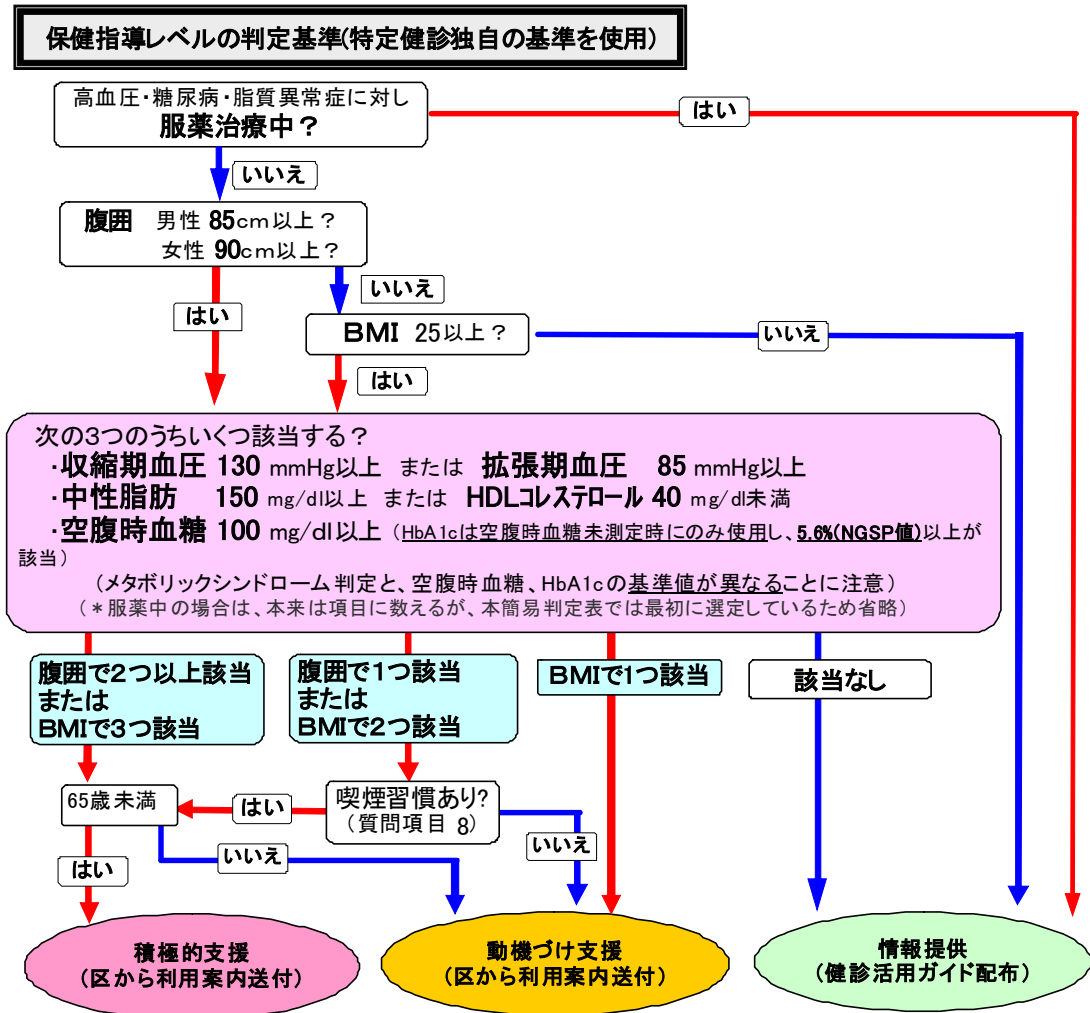 保健指導レベルの判定基準(特定健診独自の基準を使用)
高血圧・糖尿病・脂質異常症に対し
服薬治療中？
はい
いいえ
腹囲 男性 85cm以上？
女性 90cm以上？
はい
いいえ
BMI 25以上？
いいえ
はい
次の3つのうちいくつ該当する？
・収縮期血圧 130 mmHg以上 または 拡張期血圧 85 mmHg以上
・中性脂肪 150 mg/dl以上 または HDLコレステロール 40 mg/dl未満
・空腹時血糖 100 mg/dl以上 (HbA1cは空腹時血糖未測定時にのみ使用し、5.6%(NGSP値)以上が
該当)
(メタボリックシンドローム判定と、空腹時血糖、HbA1cの基準値が異なることに注意)
(＊服薬中の場合は、本来は項目に数えるが、本簡易判定表では最初に選定しているため省略)
腹囲で2つ以上該当
または
BMIで3つ該当
腹囲で1つ該当
または
BMIで2つ該当
BMIで1つ該当
該当なし
65歳未満
はい
喫煙習慣あり?
(質問項目 8)
はい
いいえ
いいえ
積極的支援
(区から利用案内送付)
動機づけ支援
(区から利用案内送付)
情報提供
(健診活用ガイド配布)